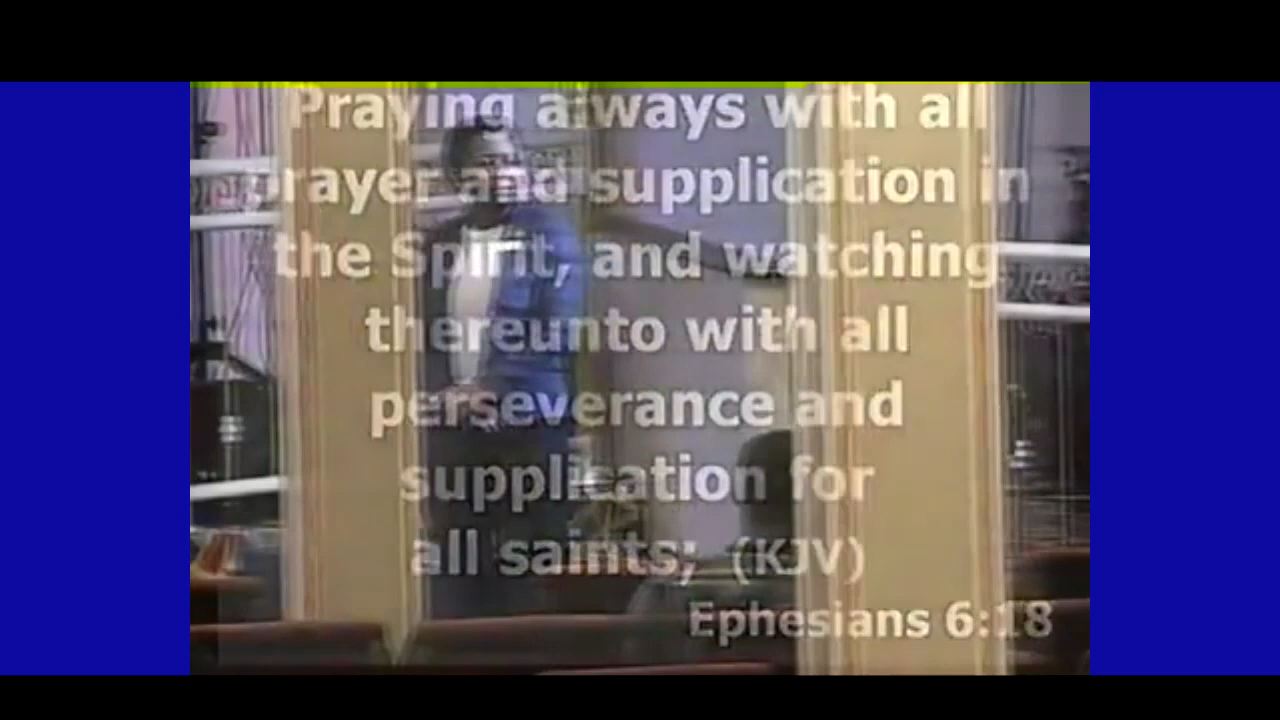 Praying always with all
prayer and supplication in
the Spirit, and watching
thereunto with all
perseverance and
supplication for
all saints; (KJV)
Ephesians 6:18